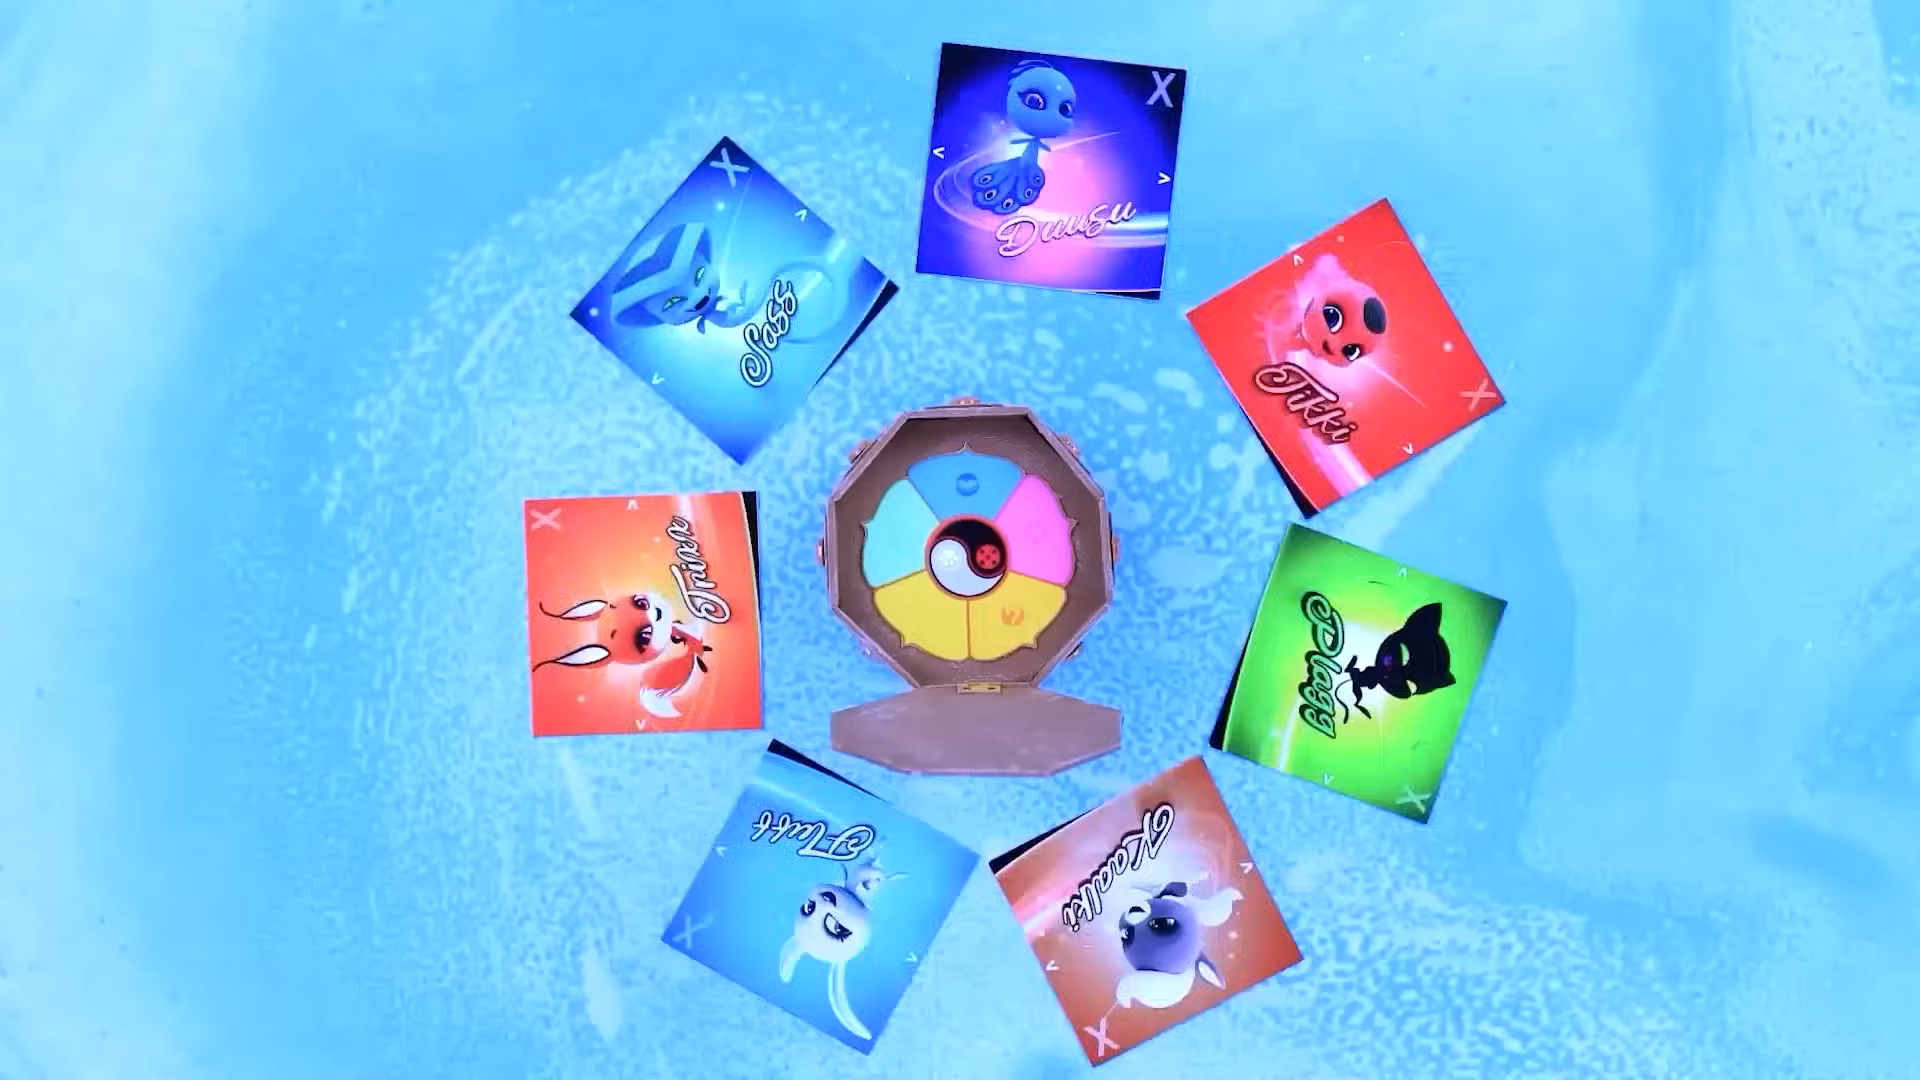 X
Duusu
X
Sass
Tikki
X
Trixx
X
Plagg
X
Fluff
X
Kaalki
X